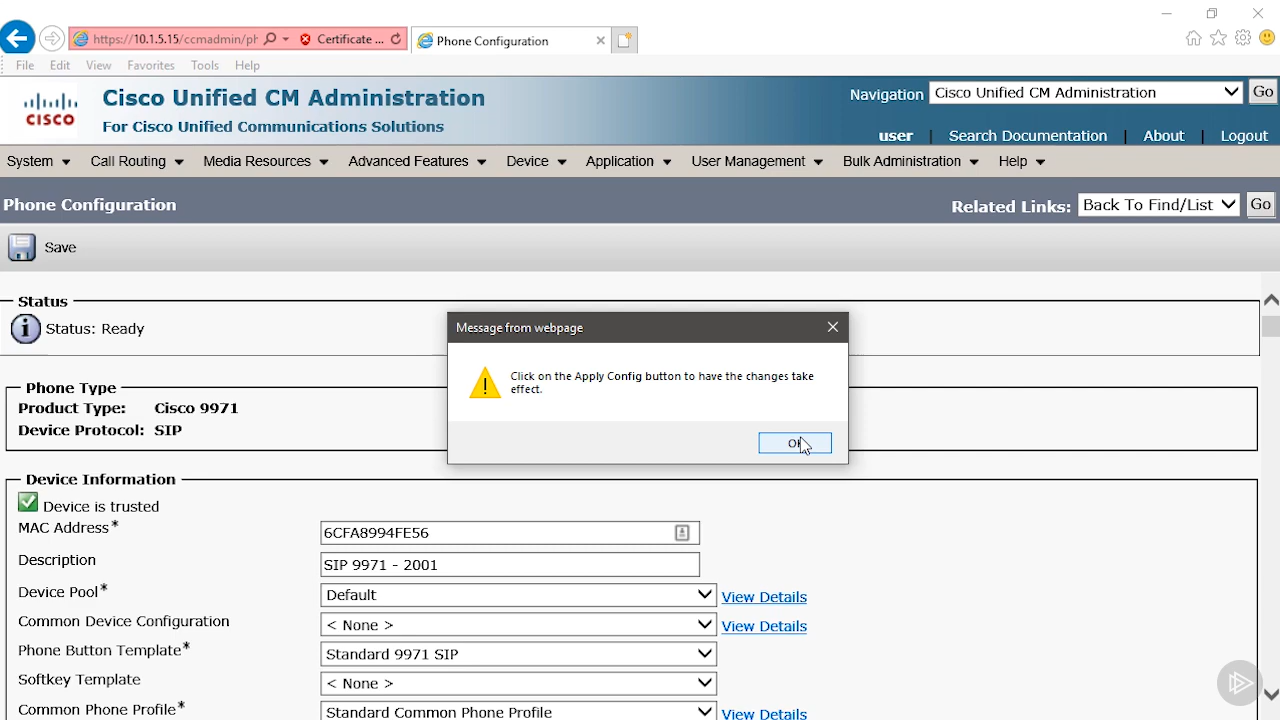 https://10.1.5.15/ccmadmin/ph
Certificate ...
Phone Configuration
File Edit View Favorites Tools Help
CISCO
Cisco Unified CM Administration
For Cisco Unified Communications Solutions
Navigation Cisco Unified CM Administration Go
user | Search Documentation | About | Logout
System Call Routing Media Resources Advanced Features Device Application User Management Bulk Administration Help
Phone Configuration
Related Links: Back To Find/List Go
Save
Status
Status: Ready
Message from webpage
Click on the Apply Config button to have the changes take
effect.
OK
Phone Type
Product Type: Cisco 9971
Device Protocol: SIP
Device Information
Device is trusted
MAC Address* 6CFA8994FE56
Description SIP 9971 - 2001
Device Pool* Default View Details
Common Device Configuration < None > View Details
Phone Button Template* Standard 9971 SIP
Softkey Template < None >
Common Phone Profile* Standard Common Phone Profile View Details